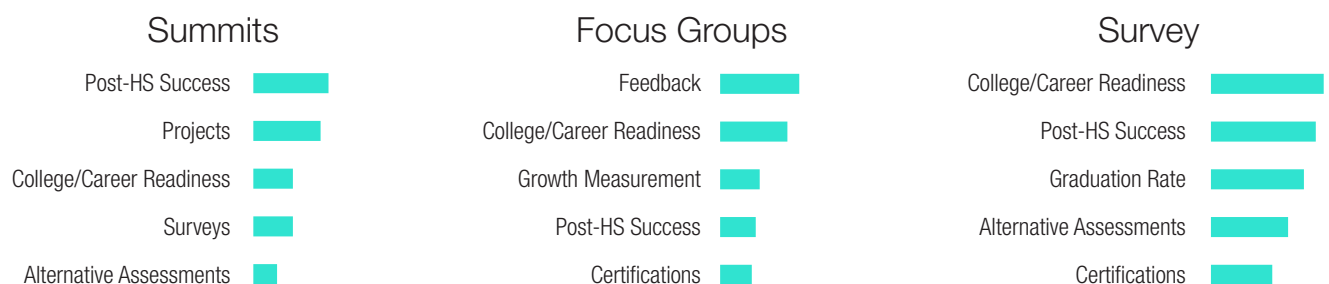 Summits
Post-HS Success
Projects
College/Career Readiness
Surveys
Alternative Assessments
Focus Groups
Feedback
College/Career Readiness
Growth Measurement
Post-HS Success
Certifications
Survey
College/Career Readiness
Post-HS Success
Graduation Rate
Alternative Assessments
Certifications